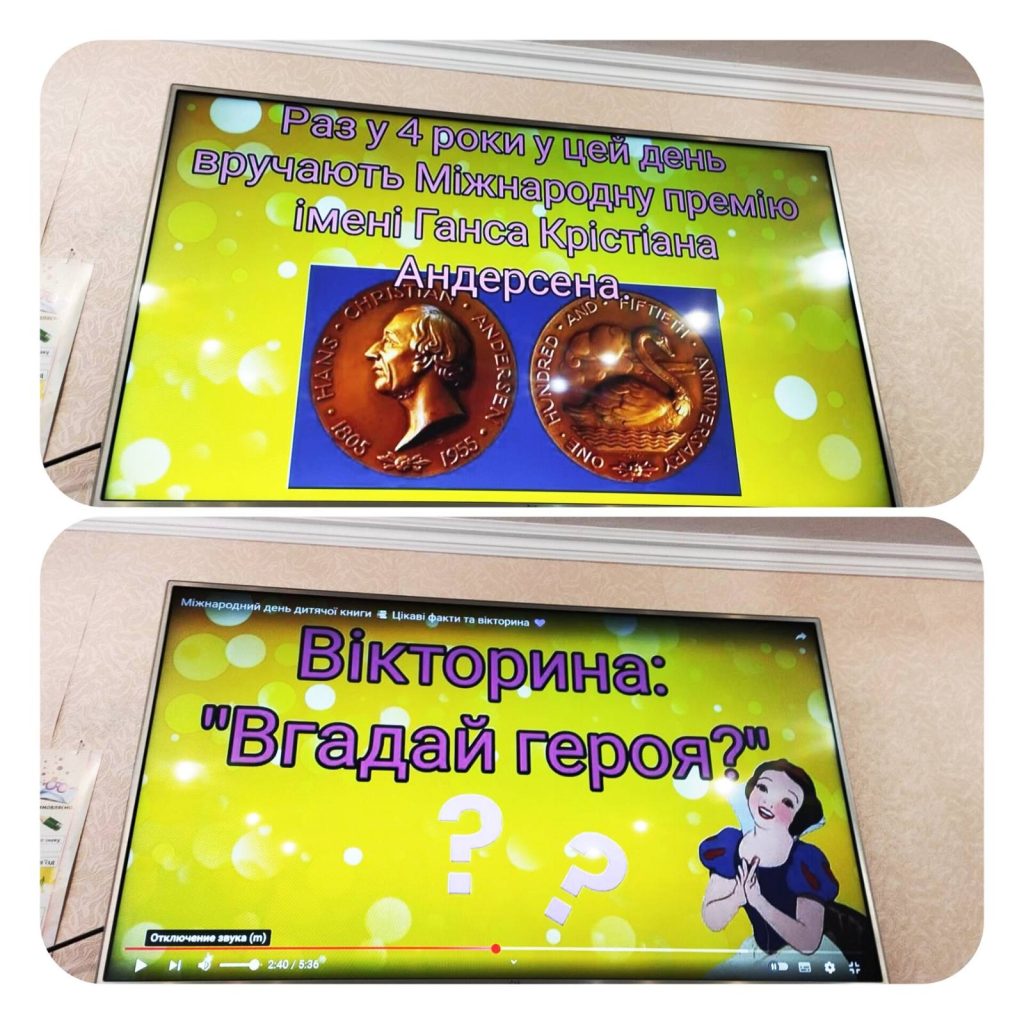 Раз у 4 роки у цей день
вручають Міжнародну премію
імені Ганса Крістіана
Андерсена.
HANS · CHRISTIAN · ANDERSEN · 1805 1955
ONE · HUNDRED · AND · FIFTIETH · ANNIVERSARY
Міжнародний день дитячої книги 📚 Цікаві факти та вікторина 💜
Вікторина:
"Вгадай героя?"
? ?
Отключение звука (m)
2:40 / 5:36